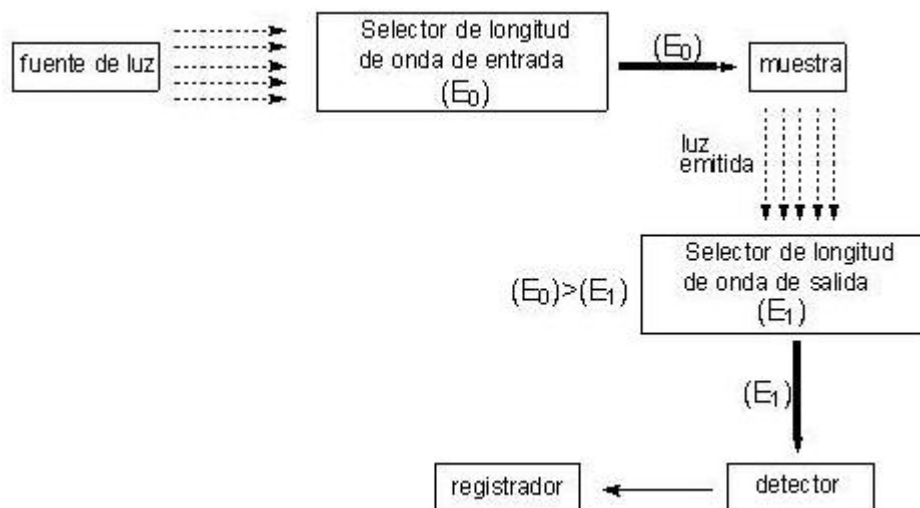 fuente de luz
Selector de longitud
de onda de entrada
(E₀)
(E₀)
muestra
luz
emitida
Selector de longitud
de onda de salida
(E₁)
(E₀)>(E₁)
(E₁)
registrador
detector